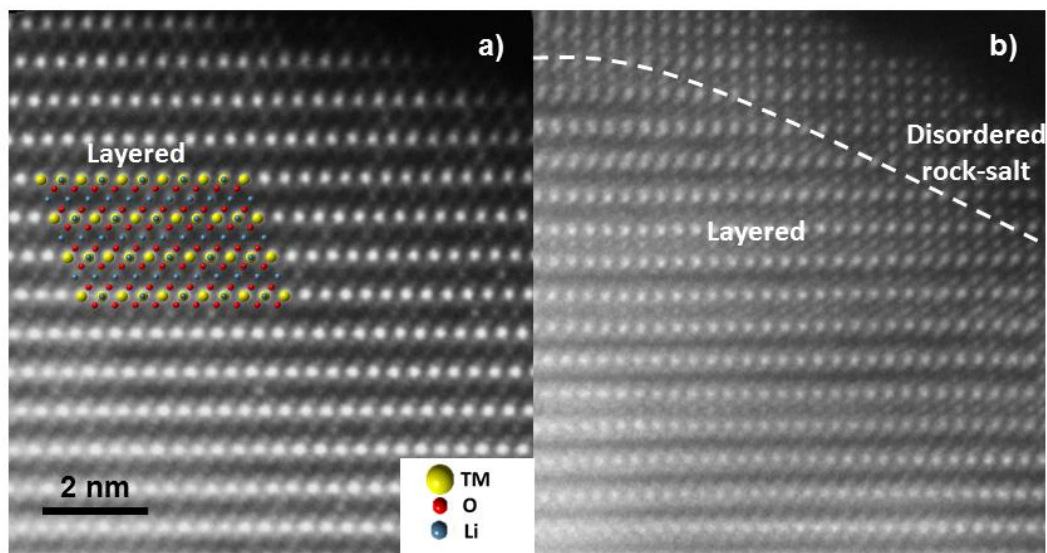 a)
Layered
2 nm
TM
O
Li
b)
Disordered
rock-salt
Layered